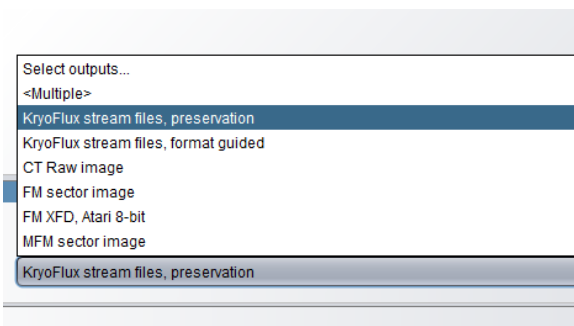 Select outputs...
<Multiple>
KryoFlux stream files, preservation
KryoFlux stream files, format guided
CT Raw image
FM sector image
FM XFD, Atari 8-bit
MFM sector image
KryoFlux stream files, preservation